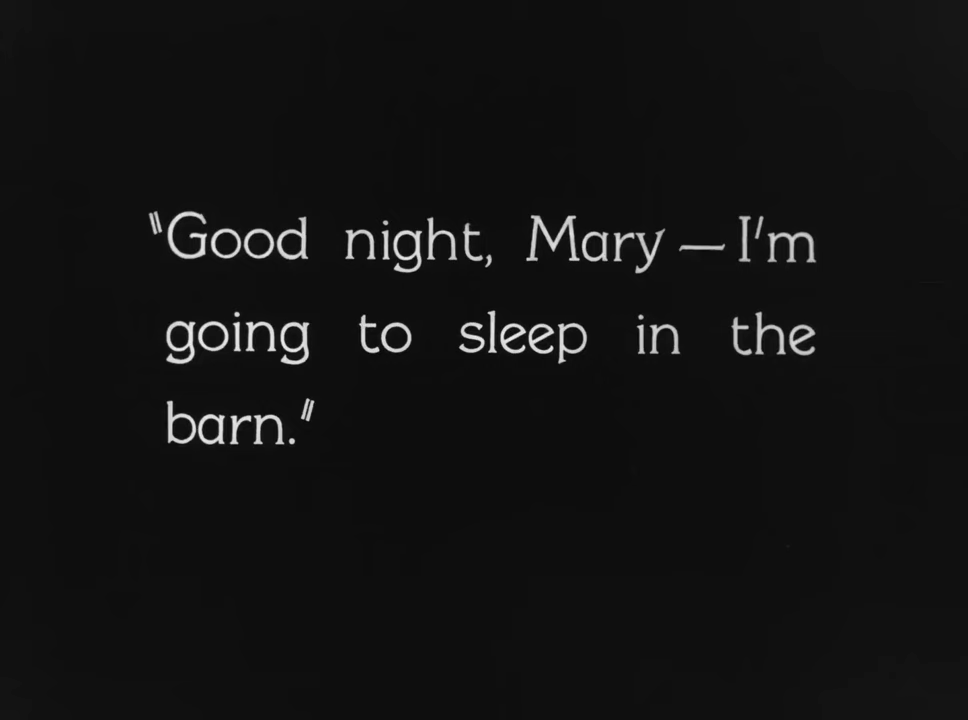 "Good night, Mary — I'm
going to sleep in the
barn."